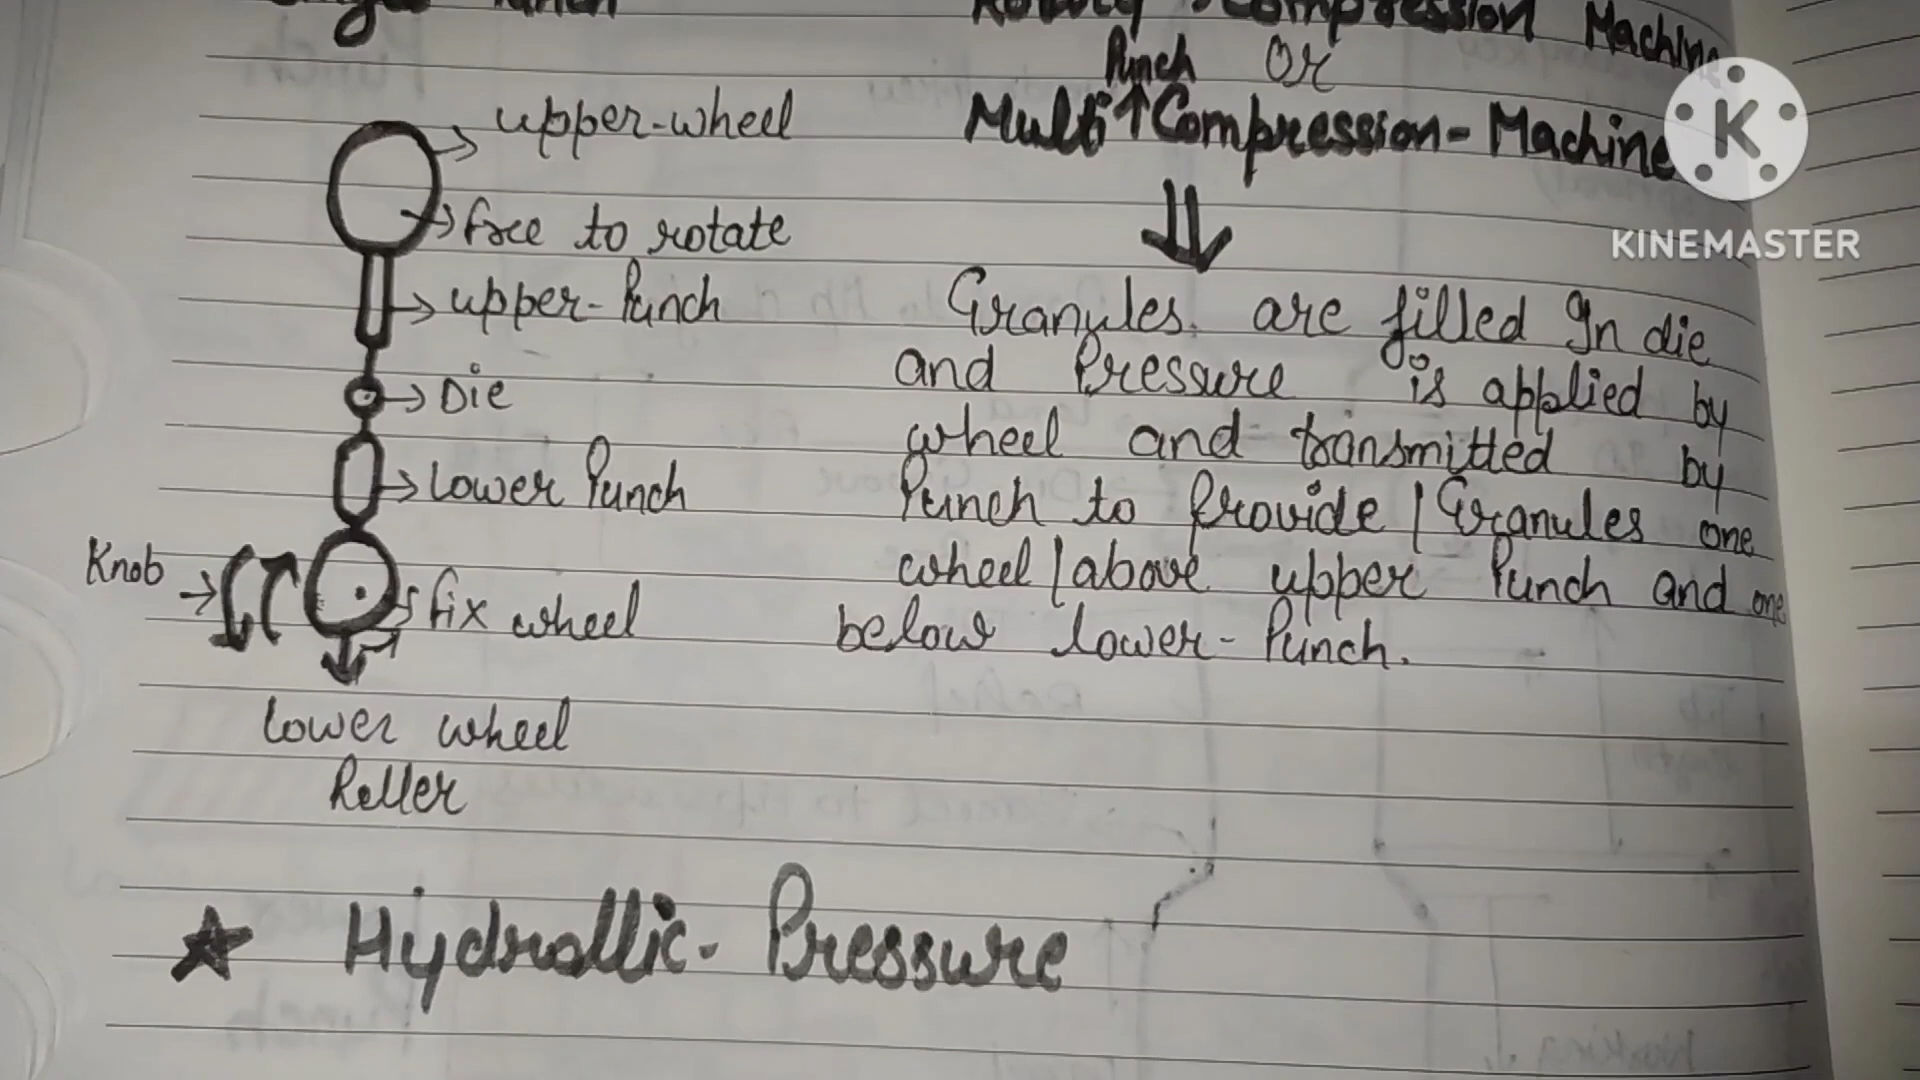 Punch
Rotary Compression Machine
Punch Or
Multi↑Compression-Machine
KINEMASTER
upper-wheel
free to rotate
upper-Punch
Die
Lower Punch
Knob
fix wheel
Lower wheel
Roller
Granules are filled In die
and Pressure is applied by
wheel and transmitted by
Punch to Provide / Granules one
wheel / above upper Punch and one
below lower-Punch.
★ Hydrollic-Pressure